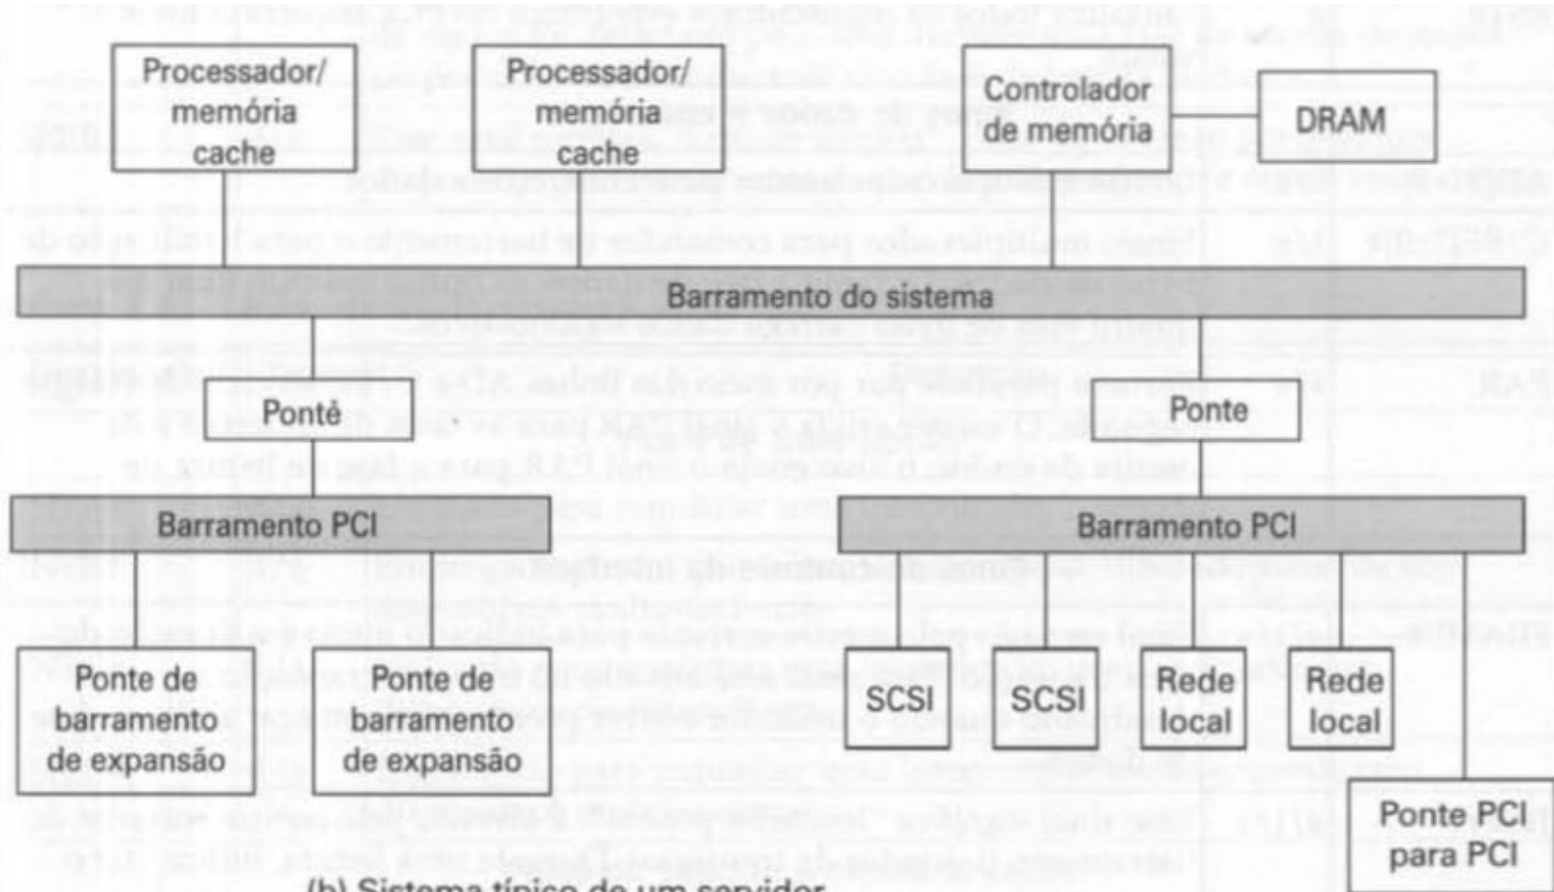 Processador/
memória
cache
Processador/
memória
cache
Controlador
de memória
DRAM
Barramento do sistema
Ponte
Ponte
Barramento PCI
Barramento PCI
Ponte de
barramento
de expansão
Ponte de
barramento
de expansão
SCSI
SCSI
Rede
local
Rede
local
Ponte PCI
para PCI
(b) Sistema típico de um servidor